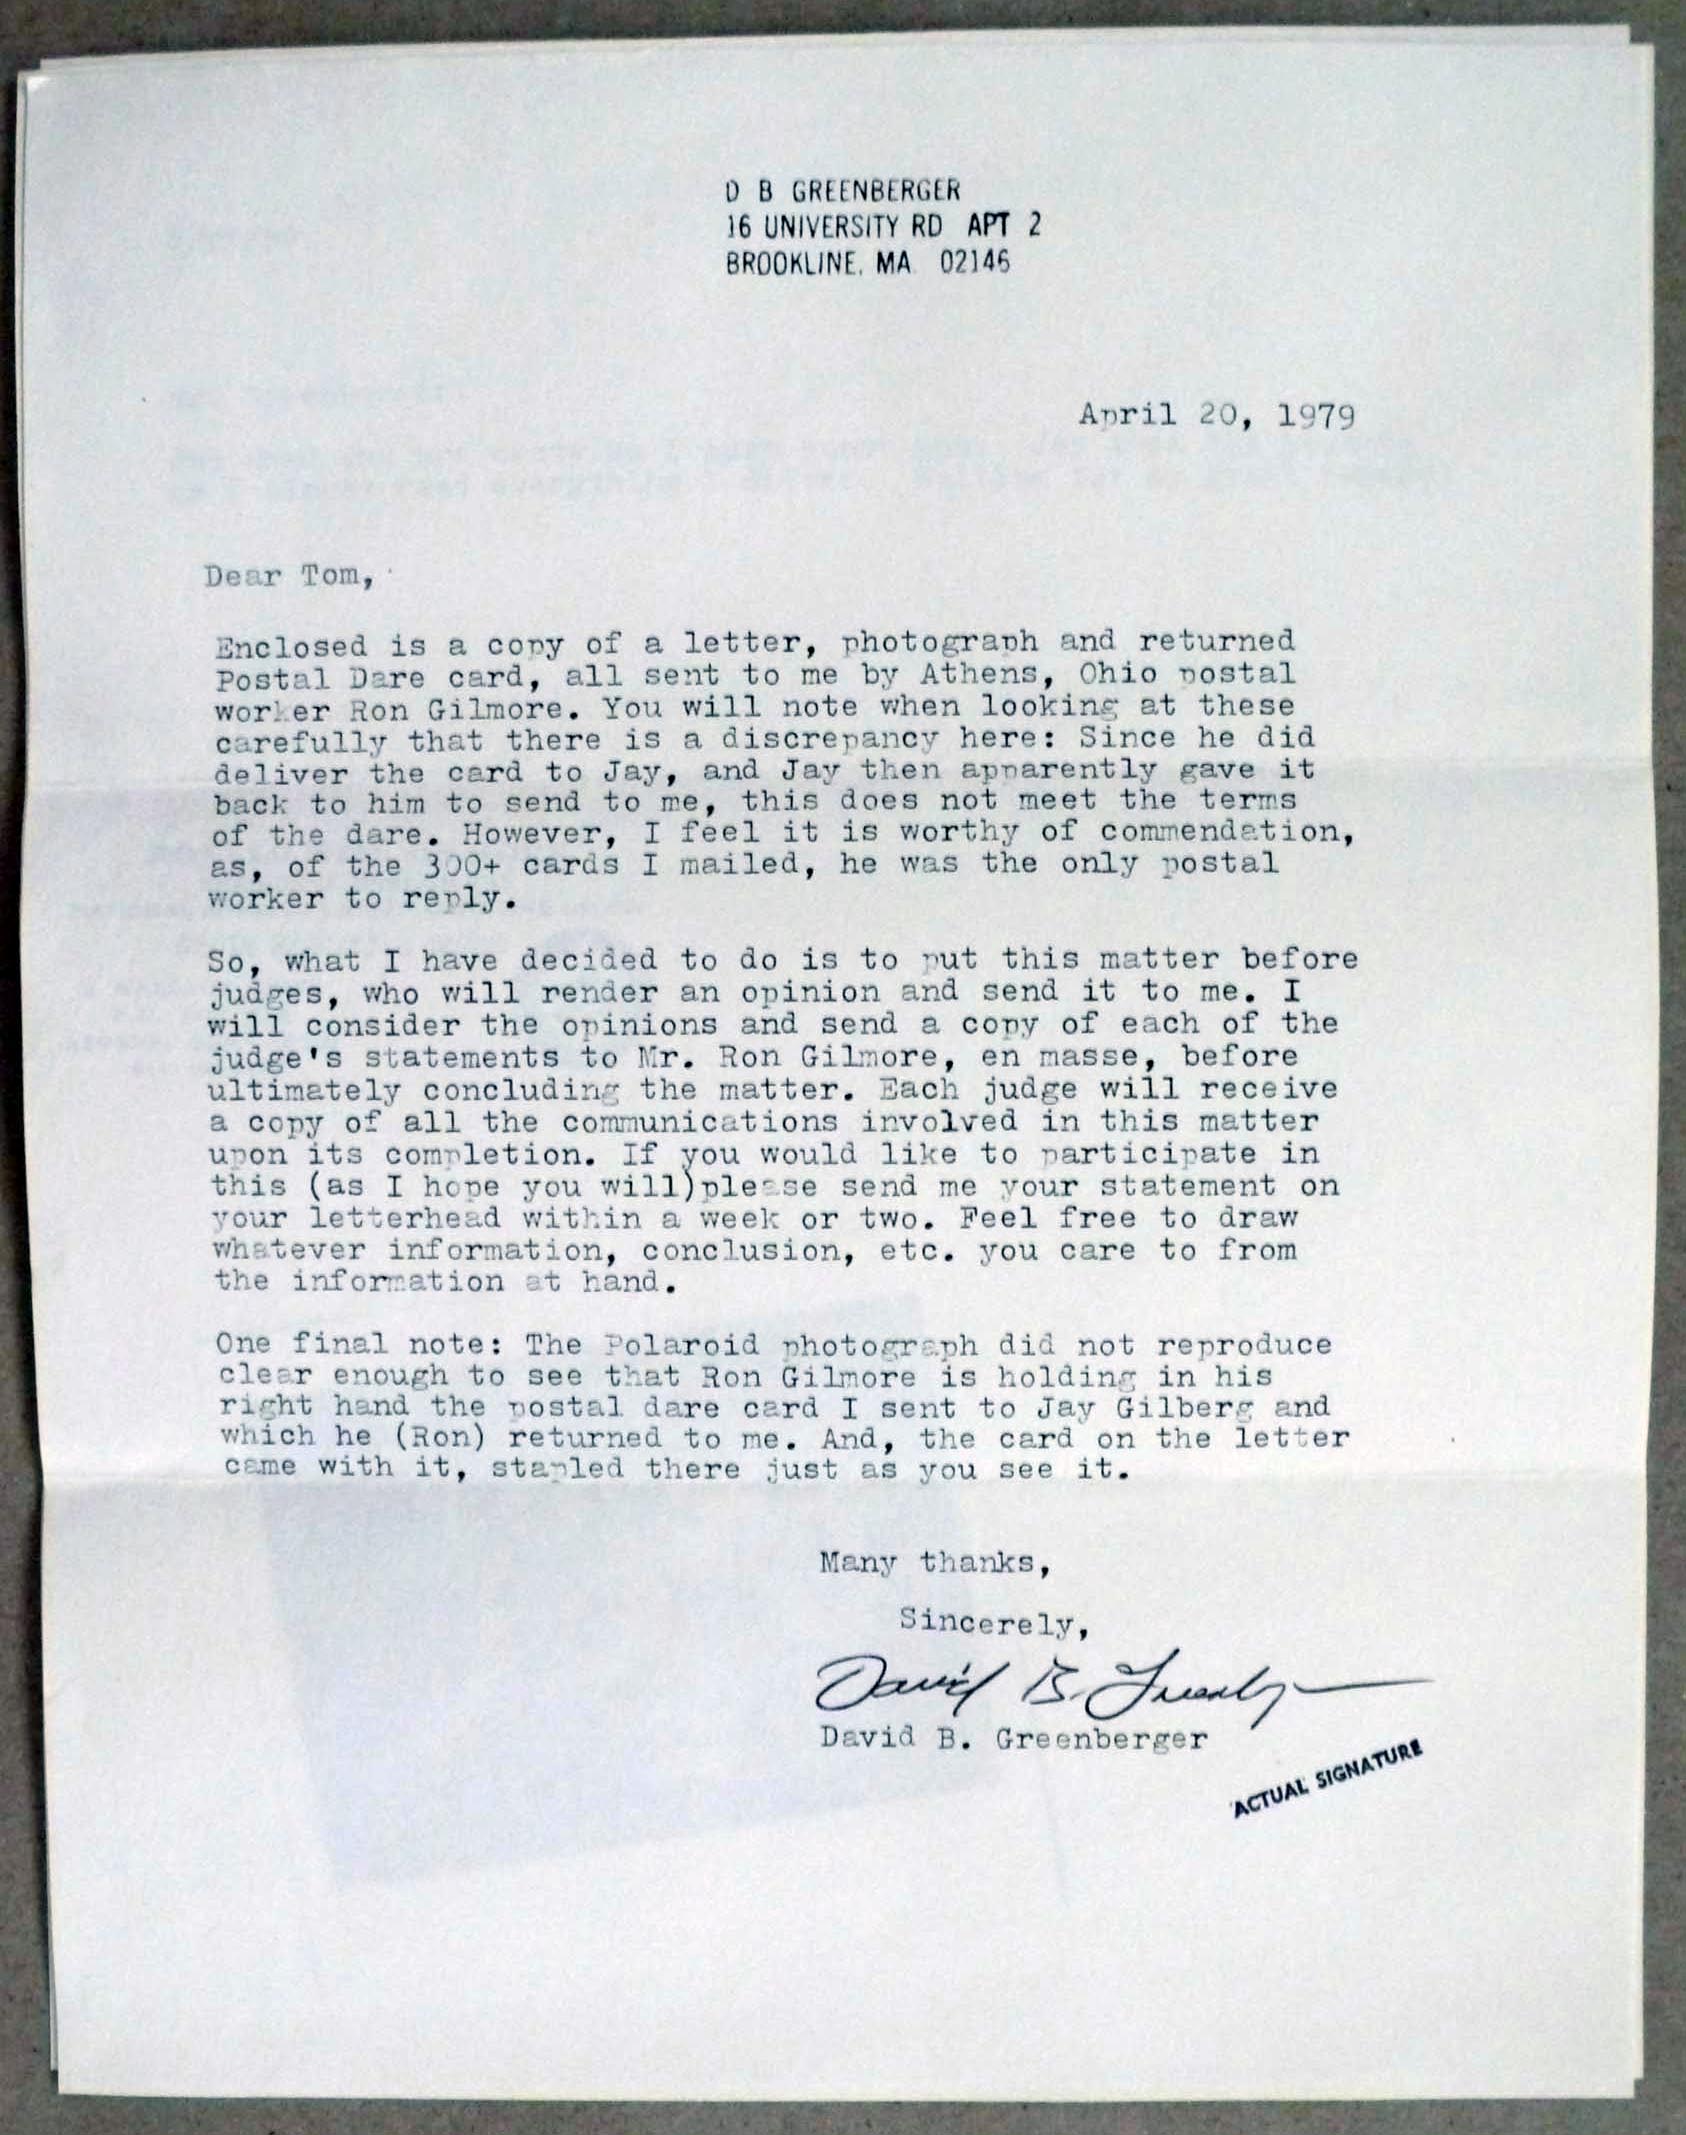 D B GREENBERGER
16 UNIVERSITY RD APT 2
BROOKLINE, MA 02146
April 20, 1979
Dear Tom,
Enclosed is a copy of a letter, photograph and returned
Postal Dare card, all sent to me by Athens, Ohio postal
worker Ron Gilmore. You will note when looking at these
carefully that there is a discrepancy here: Since he did
deliver the card to Jay, and Jay then apparently gave it
back to him to send to me, this does not meet the terms
of the dare. However, I feel it is worthy of commendation,
as, of the 300+ cards I mailed, he was the only postal
worker to reply.
So, what I have decided to do is to put this matter before
judges, who will render an opinion and send it to me. I
will consider the opinions and send a copy of each of the
judge's statements to Mr. Ron Gilmore, en masse, before
ultimately concluding the matter. Each judge will receive
a copy of all the communications involved in this matter
upon its completion. If you would like to participate in
this (as I hope you will)please send me your statement on
your letterhead within a week or two. Feel free to draw
whatever information, conclusion, etc. you care to from
the information at hand.
One final note: The Polaroid photograph did not reproduce
clear enough to see that Ron Gilmore is holding in his
right hand the postal dare card I sent to Jay Gilberg and
which he (Ron) returned to me. And, the card on the letter
came with it, stapled there just as you see it.
Many thanks,
Sincerely,
David B. Greenberger
David B. Greenberger
ACTUAL SIGNATURE